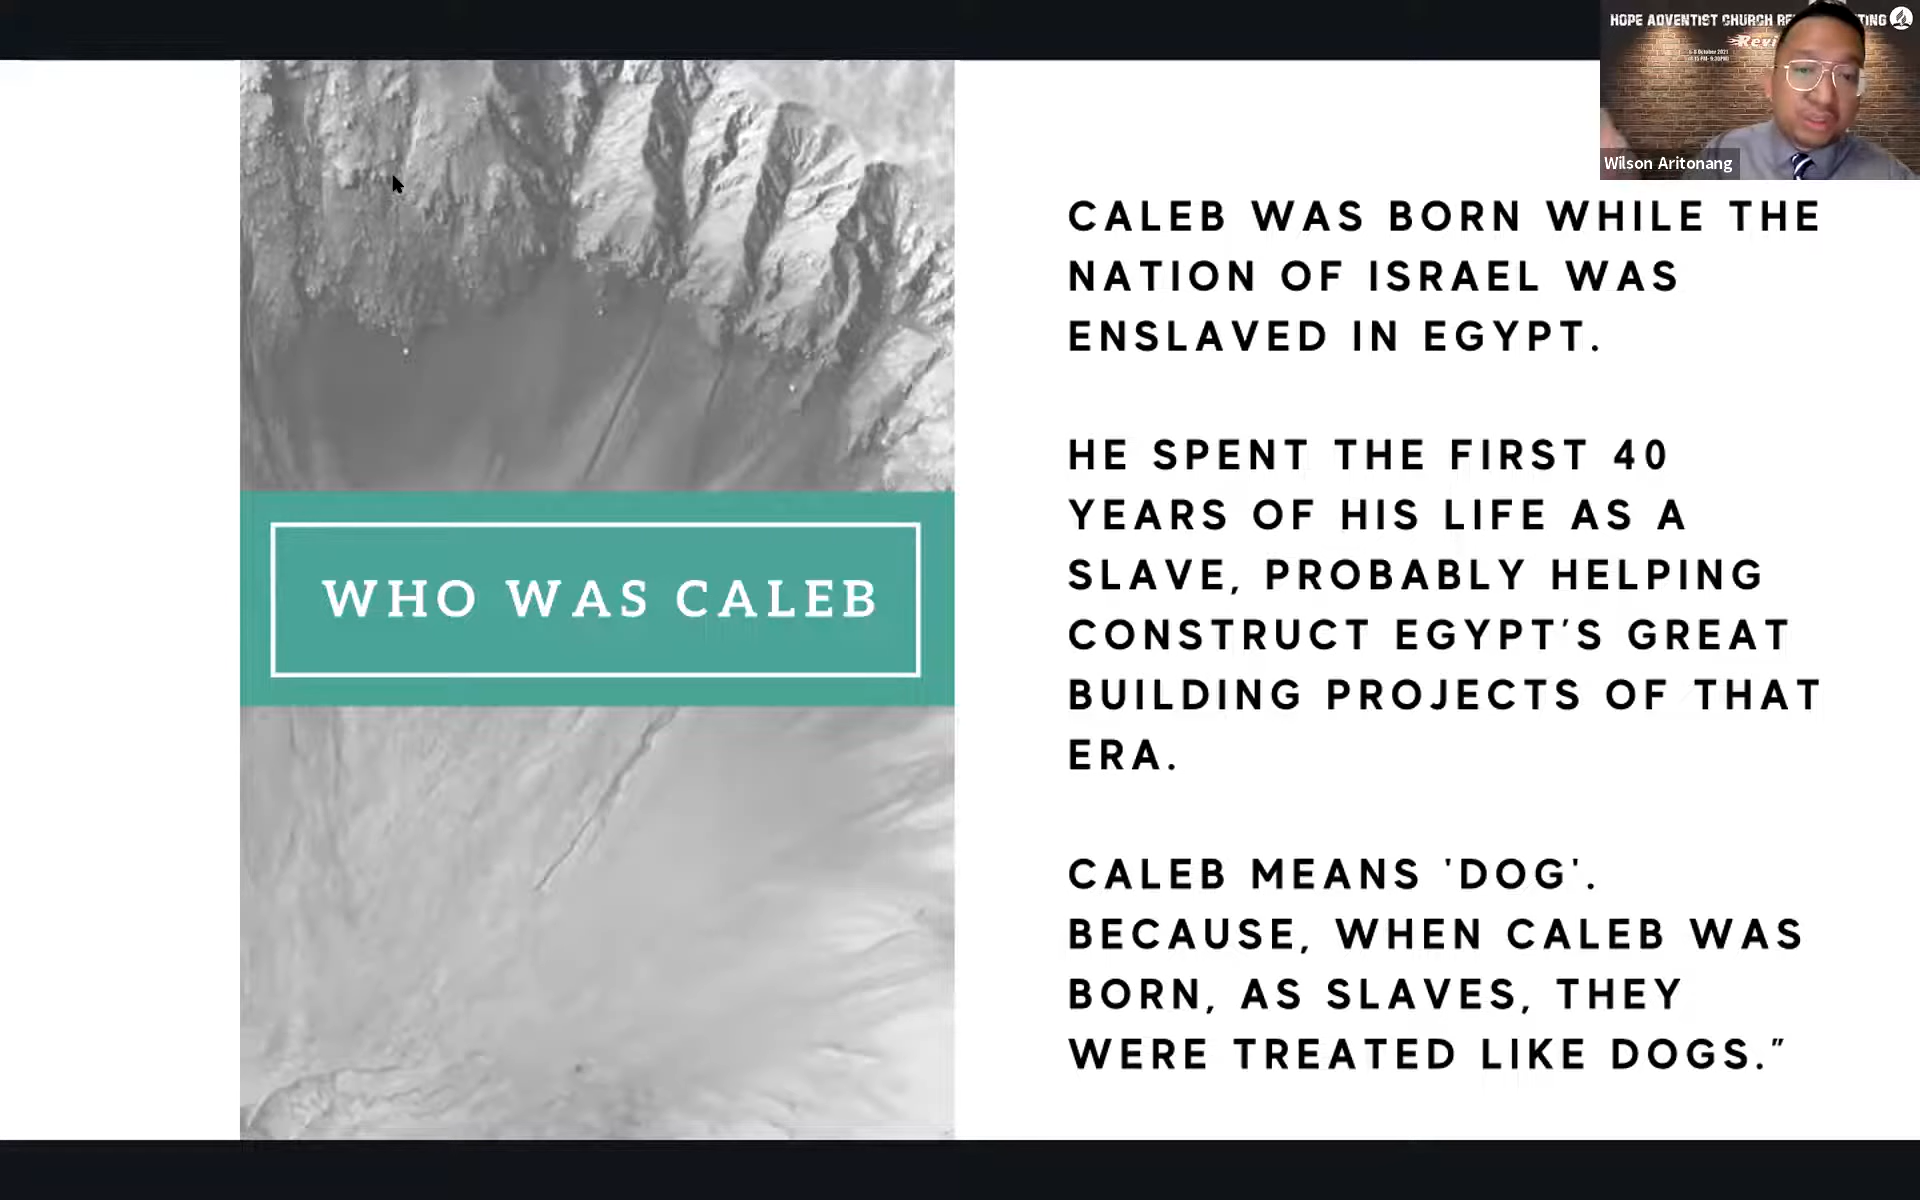 HOPE ADVENTIST CHURCH
Wilson Aritonang
WHO WAS CALEB
CALEB WAS BORN WHILE THE
NATION OF ISRAEL WAS
ENSLAVED IN EGYPT.
HE SPENT THE FIRST 40
YEARS OF HIS LIFE AS A
SLAVE, PROBABLY HELPING
CONSTRUCT EGYPT'S GREAT
BUILDING PROJECTS OF THAT
ERA.
CALEB MEANS 'DOG'.
BECAUSE, WHEN CALEB WAS
BORN, AS SLAVES, THEY
WERE TREATED LIKE DOGS.”